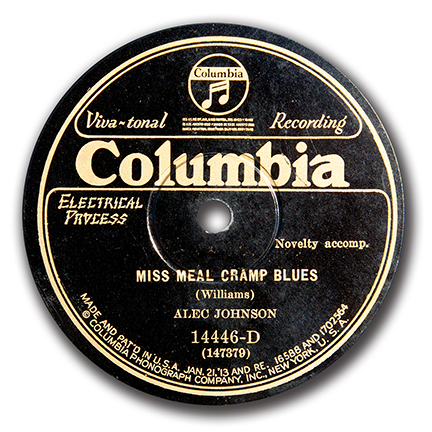 Columbia
Viva-tonal Recording
Columbia
ELECTRICAL
PROCESS
Novelty accomp.
MISS MEAL CRAMP BLUES
(Williams)
ALEC JOHNSON
14446-D
(147379)
MADE AND PAT'D IN U.S.A. JAN. 21,'13 AND RE. 16588 AND 1702564
© COLUMBIA PHONOGRAPH COMPANY, INC., NEW YORK, U. S. A.